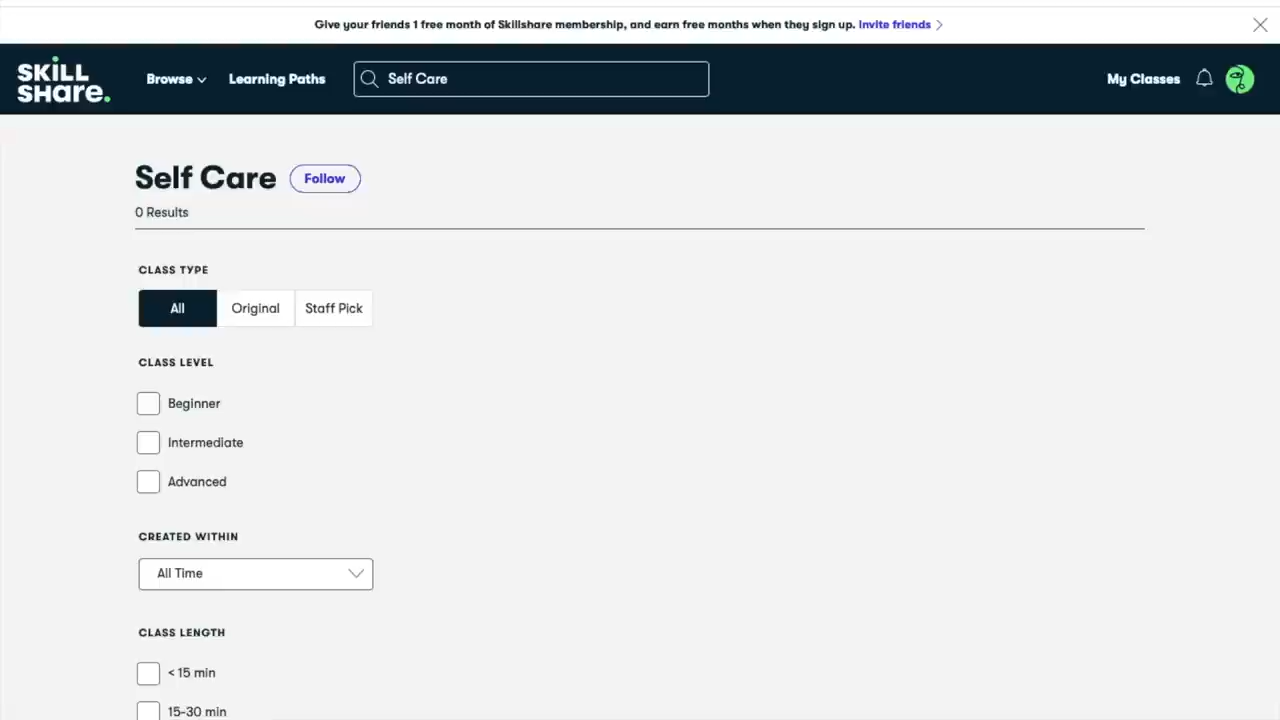 Give your friends 1 free month of Skillshare membership, and earn free months when they sign up. Invite friends
SKiLL
SHare.
Browse
Learning Paths
Self Care
My Classes
Self Care
Follow
0 Results
CLASS TYPE
All
Original
Staff Pick
CLASS LEVEL
Beginner
Intermediate
Advanced
CREATED WITHIN
All Time
CLASS LENGTH
< 15 min
15-30 min